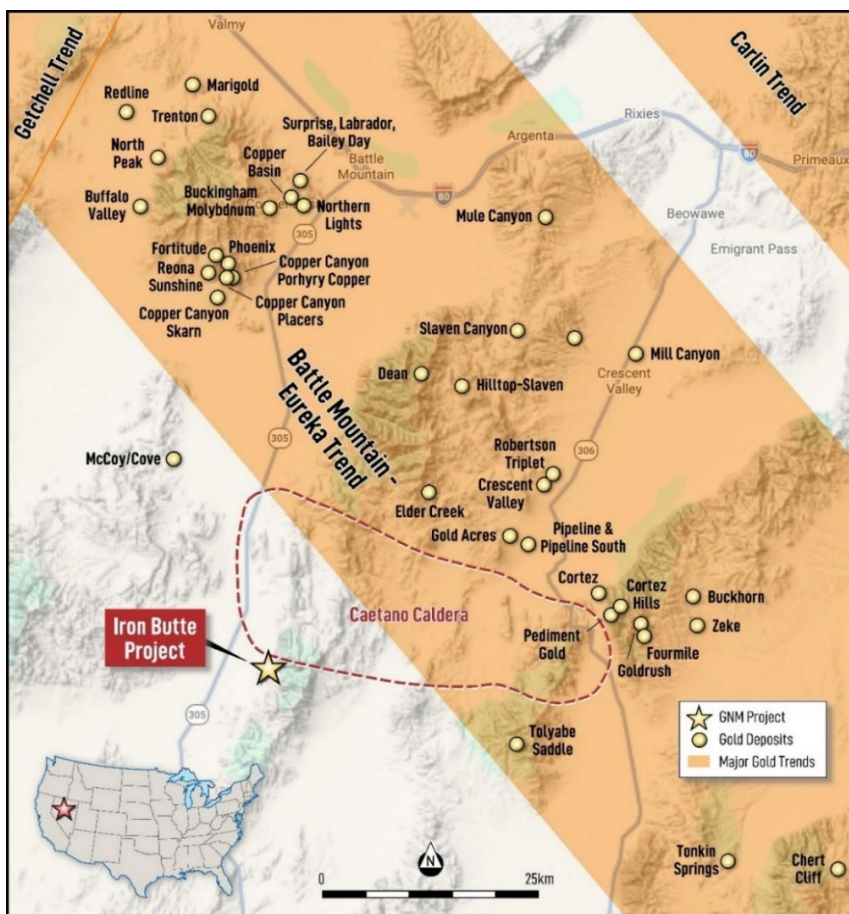 Getchell Trend
Valmy
Carlin Trend
Redline
Marigold
Trenton
Surprise, Labrador,
Bailey Day
Rixies
Argenta
80
Primeaux
North
Peak
Copper
Basin
Battle
Mountain
80
Buffalo
Valley
Buckingham
Molybdnum
Northern
Lights
Mule Canyon
Beowawe
305
Emigrant Pass
Fortitude
Phoenix
Reona
Sunshine
Copper Canyon
Porhyry Copper
Copper Canyon
Placers
Copper Canyon
Skarn
Slaven Canyon
Mill Canyon
Battle Mountain -
Eureka Trend
Dean
Hilltop-Slaven
Crescent
Valley
305
McCoy/Cove
306
Robertson
Triplet
Crescent
Valley
Elder Creek
Gold Acres
Pipeline &
Pipeline South
Cortez
Cortez
Hills
Buckhorn
Iron Butte
Project
Caetano Caldera
Pediment
Gold
Zeke
Fourmile
Goldrush
305
Tolyabe
Saddle
GNM Project
Gold Deposits
Major Gold Trends
N
0
25km
Tonkin
Springs
Chert
Cliff